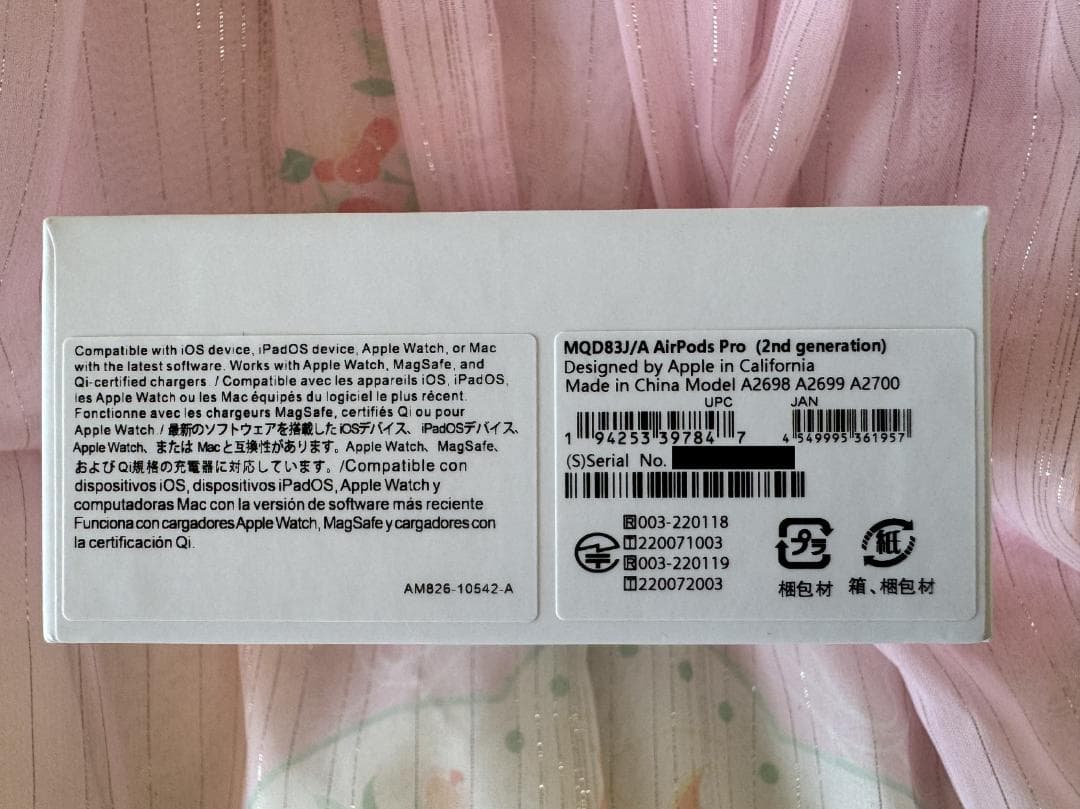 Compatible with iOS device, iPadOS device, Apple Watch, or Mac
with the latest software. Works with Apple Watch, MagSafe, and
Qi-certified chargers. / Compatible avec les appareils iOS, iPadOS,
les Apple Watch ou les Mac équipés du logiciel le plus récent.
Fonctionne avec les chargeurs MagSafe, certifiés Qi ou pour
Apple Watch / 最新のソフトウェアを搭載したiOSデバイス、iPadOSデバイス、
Apple Watch、または Macと互換性があります。Apple Watch、MagSafe、
およびQi規格の充電器に対応しています。/Compatible con
dispositivos iOS, dispositivos iPadOS, Apple Watch y
computadoras Mac con la versión de software más reciente
Funciona con cargadores Apple Watch, MagSafe y cargadores con
la certificación Qi.
AM826-10542-A
MQD83J/A AirPods Pro (2nd generation)
Designed by Apple in California
Made in China Model A2698 A2699 A2700
UPC JAN
1 94253 39784 7 4 549995 361957
(S)Serial No.
R 003-220118
T 220071003
R 003-220119
T 220072003
プラ 紙
梱包材 箱、梱包材